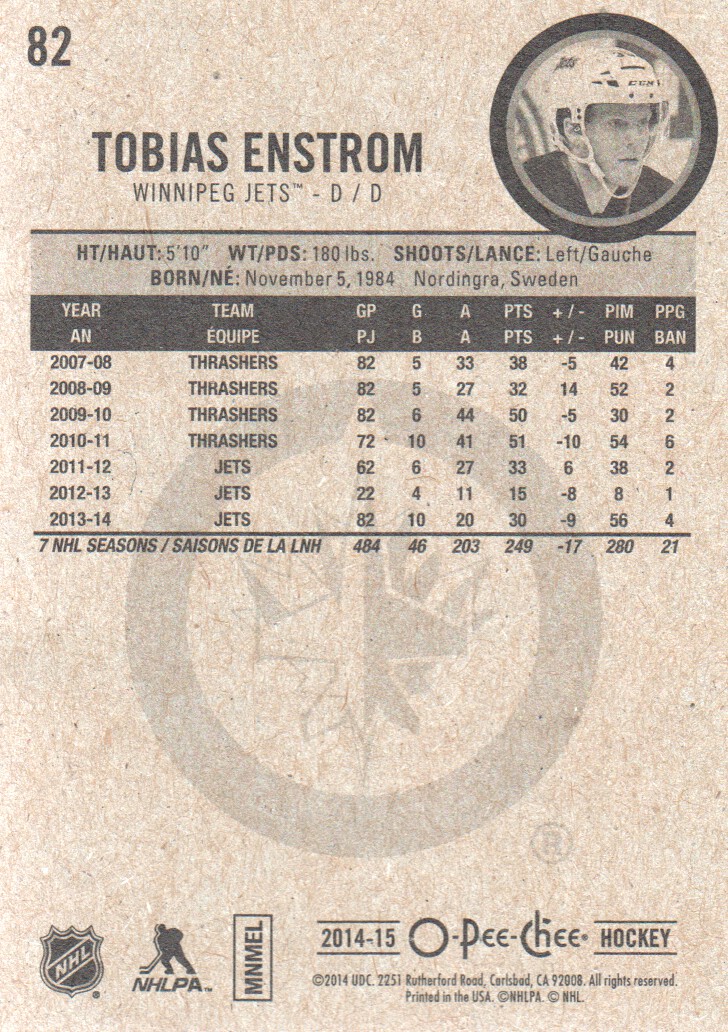 82
TOBIAS ENSTROM
WINNIPEG JETS™ - D / D
HT/HAUT: 5'10" WT/PDS: 180 lbs. SHOOTS/LANCE: Left/Gauche
BORN/NÉ: November 5, 1984 Nordingra, Sweden
YEAR TEAM GP G A PTS +/- PIM PPG
AN ÉQUIPE PJ B A PTS +/- PUN BAN
2007-08 THRASHERS 82 5 33 38 -5 42 4
2008-09 THRASHERS 82 5 27 32 14 52 2
2009-10 THRASHERS 82 6 44 50 -5 30 2
2010-11 THRASHERS 72 10 41 51 -10 54 6
2011-12 JETS 62 6 27 33 6 38 2
2012-13 JETS 22 4 11 15 -8 8 1
2013-14 JETS 82 10 20 30 -9 56 4
7 NHL SEASONS / SAISONS DE LA LNH 484 46 203 249 -17 280 21
®
NHL ®
NHLPA™
MNMEL
2014-15 O-Pee-Chee® HOCKEY
©2014 UDC. 2251 Rutherford Road, Carlsbad, CA 92008. All rights reserved.
Printed in the USA. ©NHLPA. © NHL.